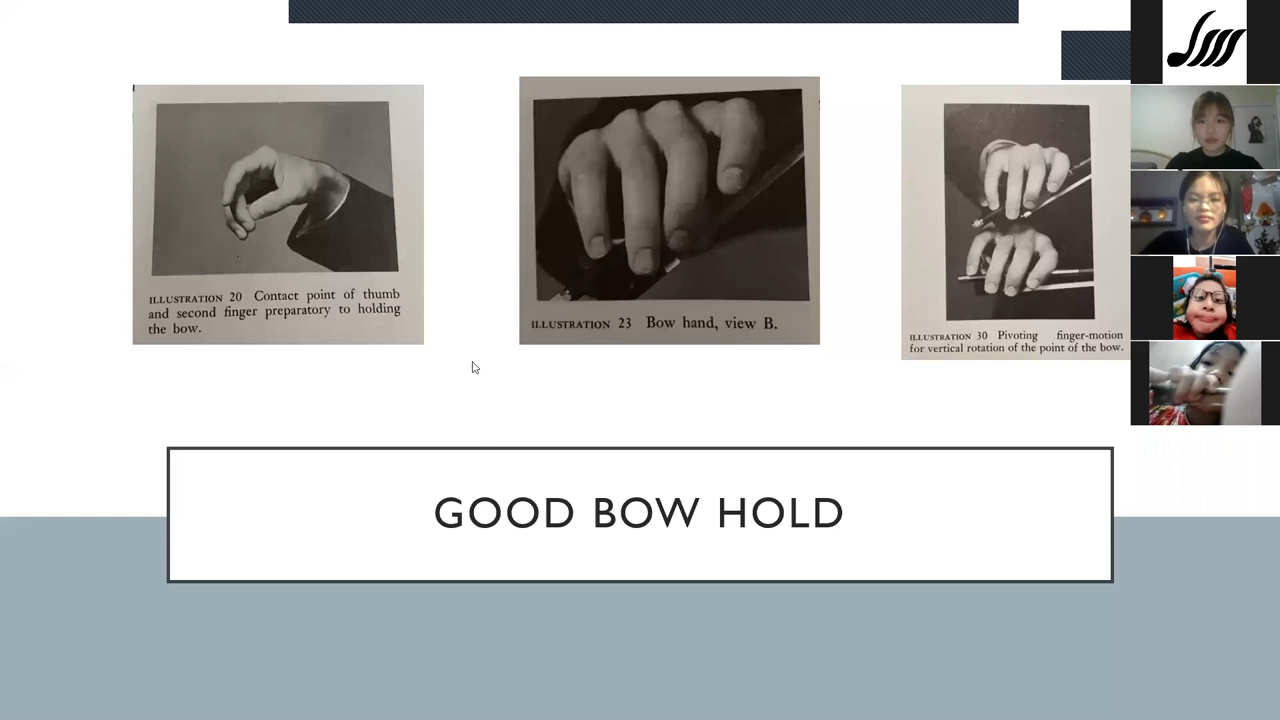 ILLUSTRATION 20 Contact point of thumb
and second finger preparatory to holding
the bow.
ILLUSTRATION 23 Bow hand, view B.
ILLUSTRATION 30 Pivoting finger-motion
for vertical rotation of the point of the bow.
GOOD BOW HOLD